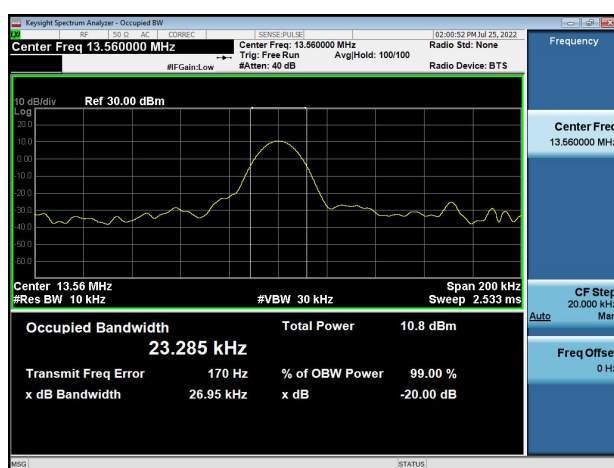 Keysight Spectrum Analyzer - Occupied BW
RF 50 Ω AC CORREC SENSE:PULSE 02:00:52 PM Jul 25, 2022
Center Freq 13.560000 MHz Center Freq: 13.560000 MHz Radio Std: None
Trig: Free Run Avg|Hold: 100/100
#IFGain:Low #Atten: 40 dB Radio Device: BTS
10 dB/div Ref 30.00 dBm
Log
20.0
10.0
0.00
-10.0
-20.0
-30.0
-40.0
-50.0
-60.0
Center 13.56 MHz Span 200 kHz
#Res BW 10 kHz #VBW 30 kHz Sweep 2.533 ms
Occupied Bandwidth Total Power 10.8 dBm
23.285 kHz
Transmit Freq Error 170 Hz % of OBW Power 99.00 %
x dB Bandwidth 26.95 kHz x dB -20.00 dB
MSG STATUS
Frequency
Center Freq
13.560000 MHz
CF Step
20.000 kHz
Auto Man
Freq Offset
0 Hz